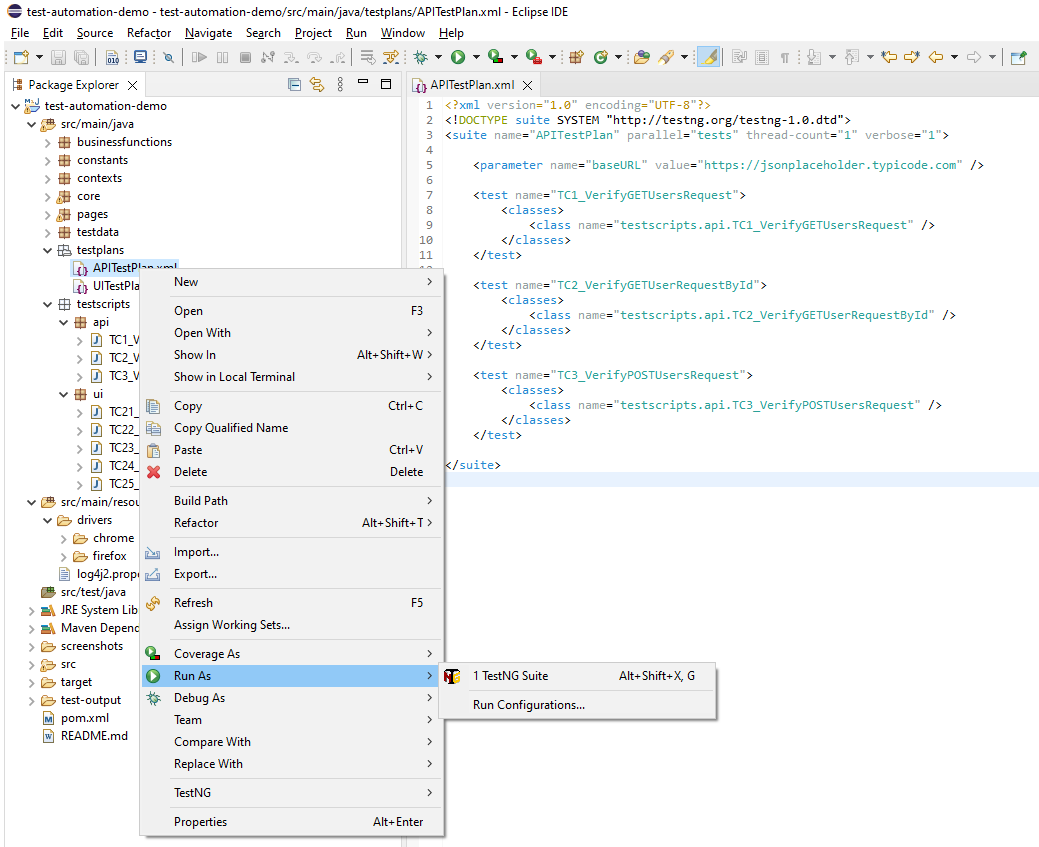 test-automation-demo - test-automation-demo/src/main/java/testplans/APITestPlan.xml - Eclipse IDE
File Edit Source Refactor Navigate Search Project Run Window Help
Package Explorer
test-automation-demo
src/main/java
businessfunctions
constants
contexts
core
pages
testdata
testplans
APITestPlan.xml
UITestPla
testscripts
api
TC1_V
TC2_V
TC3_V
ui
TC21_
TC22_
TC23_
TC24_
TC25_
src/main/resou
drivers
chrome
firefox
log4j2.prope
src/test/java
JRE System Lib
Maven Depend
screenshots
src
target
test-output
pom.xml
README.md
New
Open F3
Open With
Show In Alt+Shift+W
Show in Local Terminal
Copy Ctrl+C
Copy Qualified Name
Paste Ctrl+V
Delete Delete
Build Path
Refactor Alt+Shift+T
Import...
Export...
Refresh F5
Assign Working Sets...
Coverage As
Run As
Debug As
Team
Compare With
Replace With
TestNG
Properties Alt+Enter
1 TestNG Suite Alt+Shift+X, G
Run Configurations...
APITestPlan.xml
1 <?xml version="1.0" encoding="UTF-8"?>
2 <!DOCTYPE suite SYSTEM "http://testng.org/testng-1.0.dtd">
3 <suite name="APITestPlan" parallel="tests" thread-count="1" verbose="1">
4
5 <parameter name="baseURL" value="https://jsonplaceholder.typicode.com" />
6
7 <test name="TC1_VerifyGETUsersRequest">
8 <classes>
9 <class name="testscripts.api.TC1_VerifyGETUsersRequest" />
10 </classes>
11 </test>
<test name="TC2_VerifyGETUserRequestById">
<classes>
<class name="testscripts.api.TC2_VerifyGETUserRequestById" />
</classes>
</test>
<test name="TC3_VerifyPOSTUsersRequest">
<classes>
<class name="testscripts.api.TC3_VerifyPOSTUsersRequest" />
</classes>
</test>
</suite>